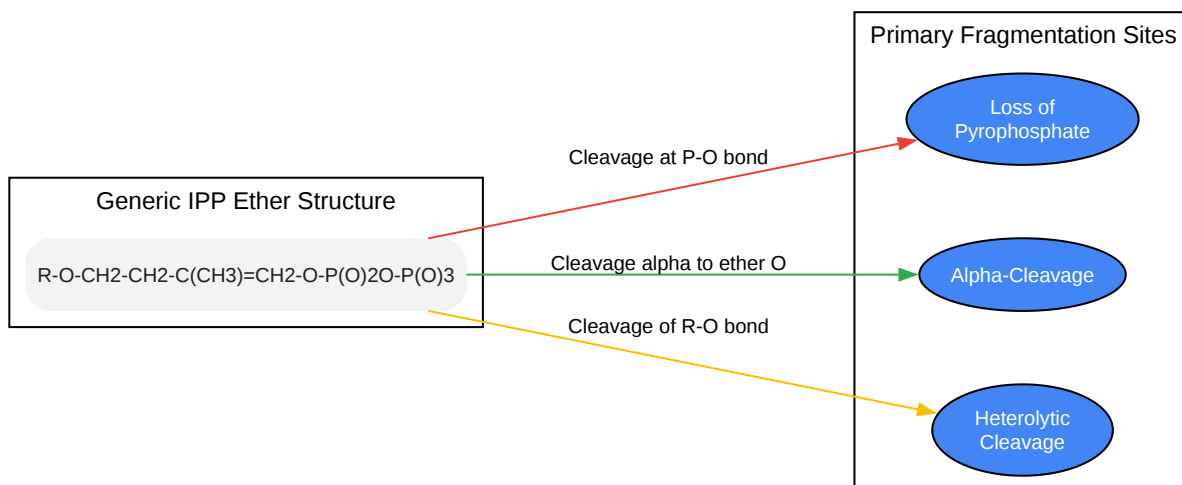 Primary Fragmentation Sites
Loss of
Pyrophosphate
Cleavage at P-O bond
Generic IPP Ether Structure
R-O-CH2-CH2-C(CH3)=CH2-O-P(O)2O-P(O)3
Cleavage alpha to ether O
Alpha-Cleavage
Cleavage of R-O bond
Heterolytic
Cleavage